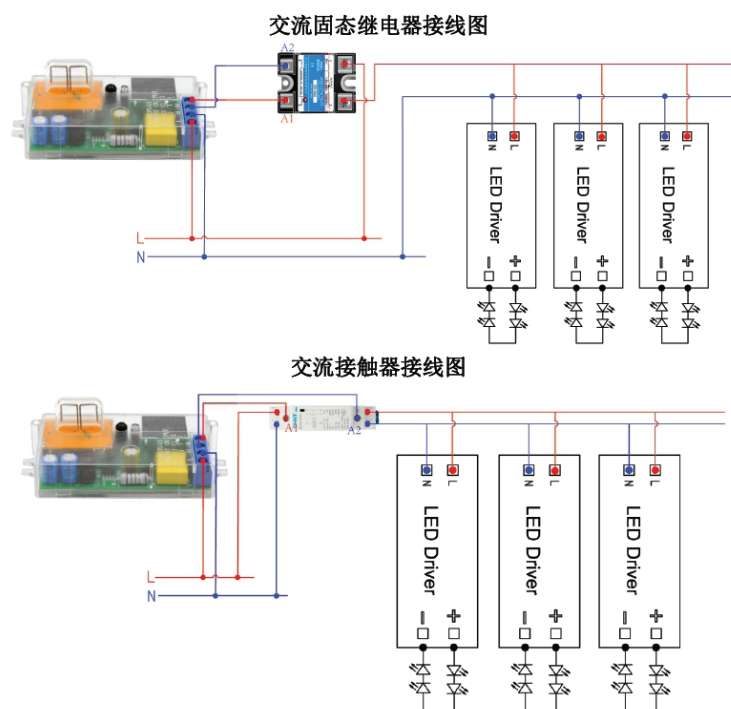 交流固态继电器接线图
A2
A1
L
N
N L
LED Driver
- +
N L
LED Driver
- +
N L
LED Driver
- +
交流接触器接线图
A1
A2
L
N
N L
LED Driver
- +
N L
LED Driver
- +
N L
LED Driver
- +